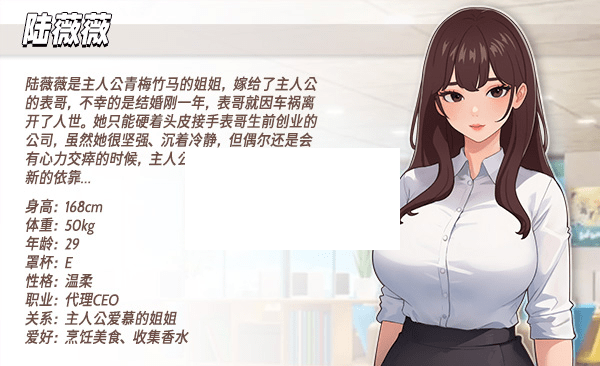 陆薇薇
陆薇薇是主人公青梅竹马的姐姐，嫁给了主人公
的表哥，不幸的是结婚刚一年，表哥就因车祸离
开了人世。她只能硬着头皮接手表哥生前创业的
公司，虽然她很坚强、沉着冷静，但偶尔还是会
有心力交瘁的时候，主人公
新的依靠...
身高：168cm
体重：50kg
年龄：29
罩杯：E
性格：温柔
职业：代理CEO
关系：主人公爱慕的姐姐
爱好：烹饪美食、收集香水